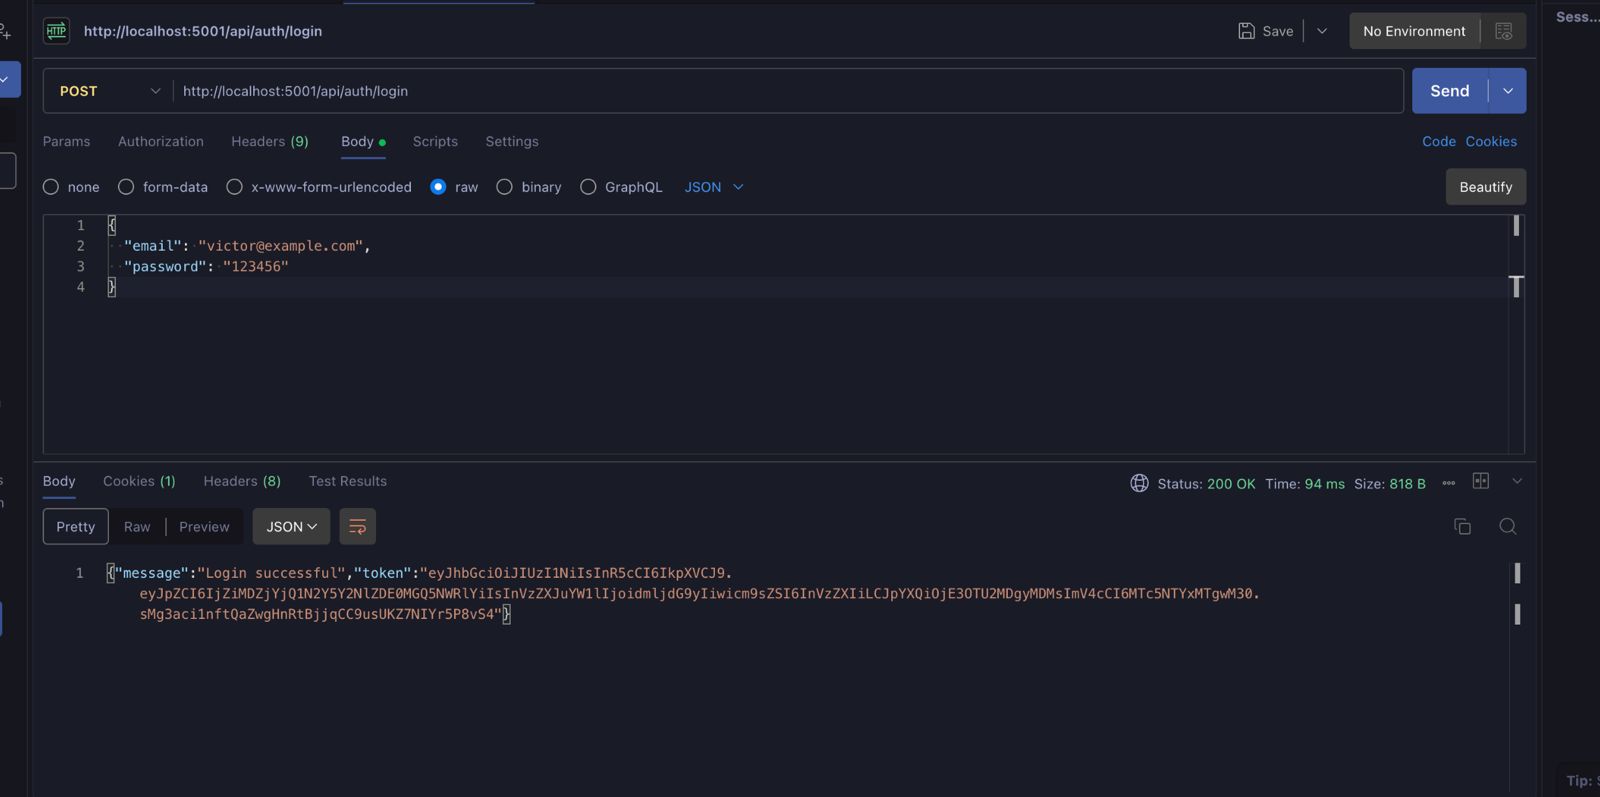 Sess...
HTTP http://localhost:5001/api/auth/login Save No Environment
POST http://localhost:5001/api/auth/login Send
Params Authorization Headers (9) Body Scripts Settings Code Cookies
none form-data x-www-form-urlencoded raw binary GraphQL JSON Beautify
1 {
2 "email": "victor@example.com",
3 "password": "123456"
4 }
Body Cookies (1) Headers (8) Test Results Status: 200 OK Time: 94 ms Size: 818 B
Pretty Raw Preview JSON
1 {"message":"Login successful","token":"eyJhbGciOiJIUzI1NiIsInR5cCI6IkpXVCJ9.
eyJpZCI6IjZiMDZjYjQ1N2Y5Y2NlZDE0MGQ5NWRlYiIsInVzZXJuYW1lIjoidmljdG9yIiwicm9sZSI6InVzZXIiLCJpYXQiOjE3OTU2MDgyMDMsImV4cCI6MTc5NTYxMTgwM30.
sMg3aci1nftQaZwgHnRtBjjqCC9usUKZ7NIYr5P8vS4"}
Tip: